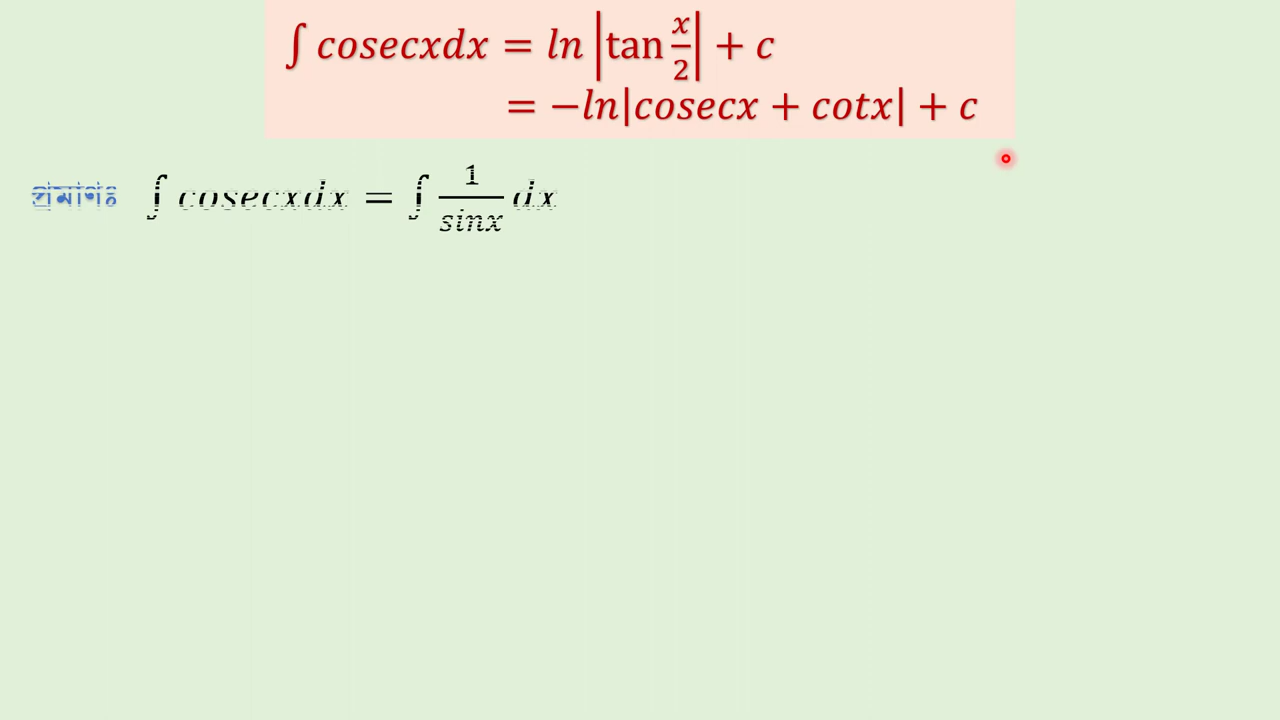 ∫ cosecxdx = ln |tan x/2| + c
= −ln|cosecx + cotx| + c
প্রমাণঃ ∫ cosecxdx = ∫ 1/sinx dx